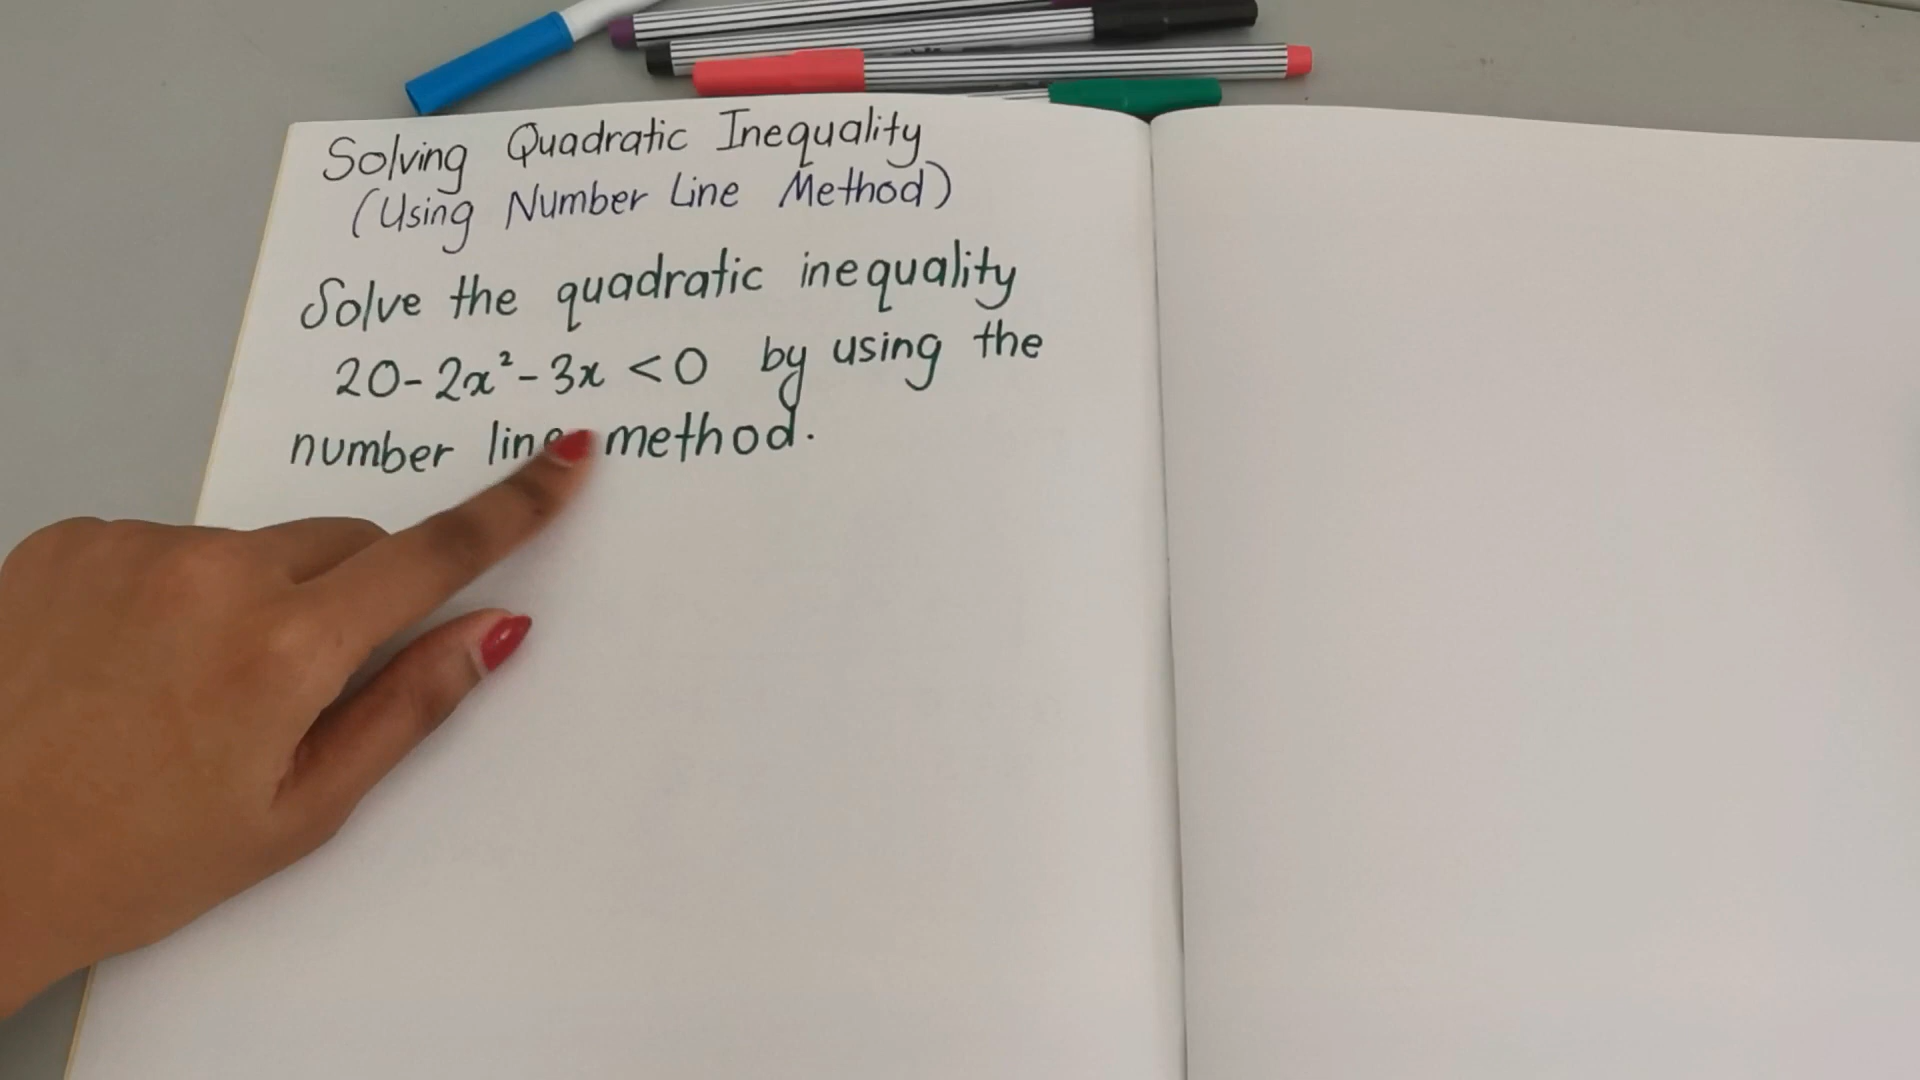 Solving Quadratic Inequality
(Using Number Line Method)
Solve the quadratic inequality
20-2x²-3x <0 by using the
number line method.